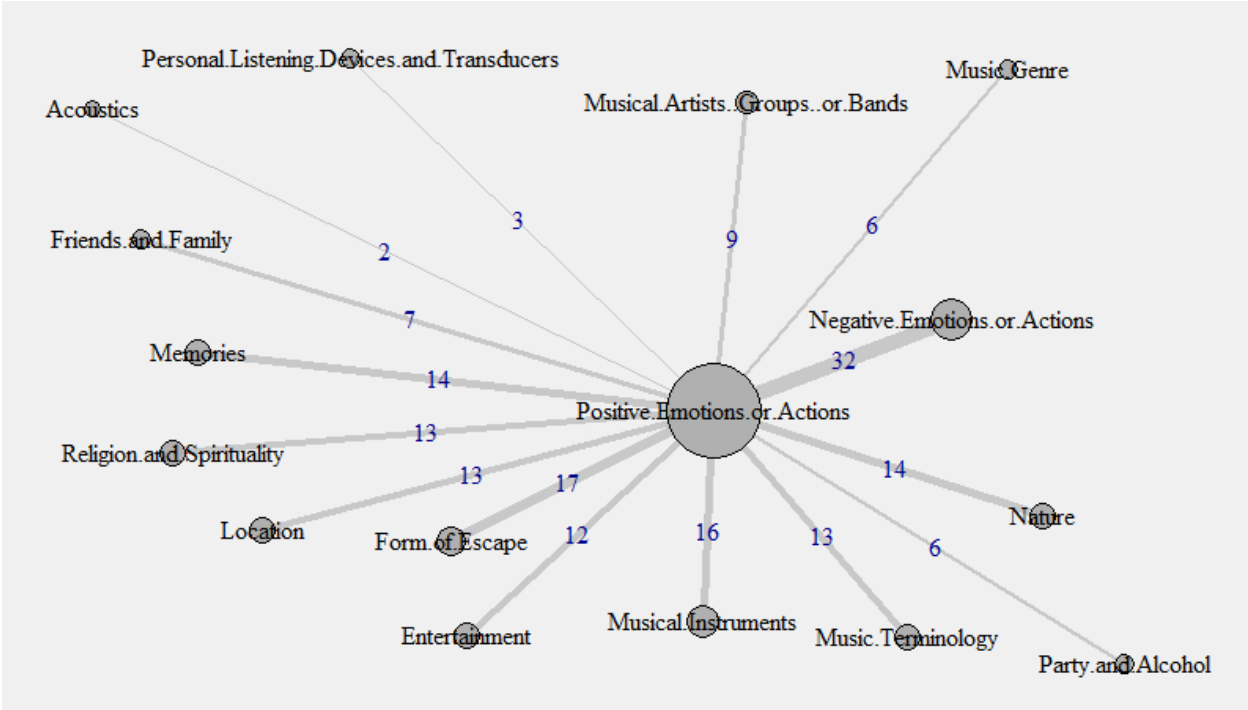 Personal.Listening.Devices.and.Transducers
Music.Genre
Musical.Artists..Groups..or.Bands
Acoustics
3
6
9
Friends.and.Family
2
7
Negative.Emotions.or.Actions
Memories
32
14
Positive.Emotions.or.Actions
13
Religion.and.Spirituality
13
17
14
Location
Form.of.Escape
12
16
13
Nature
6
Entertainment
Musical.Instruments
Music.Terminology
Party.and.Alcohol